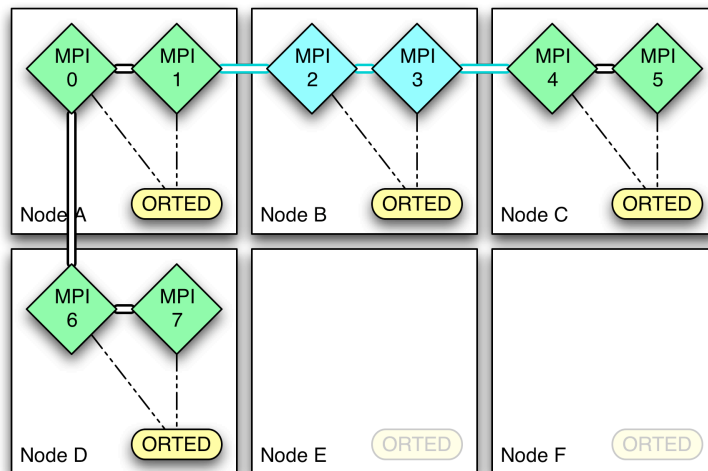 MPI
0
MPI
1
MPI
2
MPI
3
MPI
4
MPI
5
ORTED
Node A
ORTED
Node B
ORTED
Node C
MPI
6
MPI
7
ORTED
Node D
ORTED
Node E
ORTED
Node F